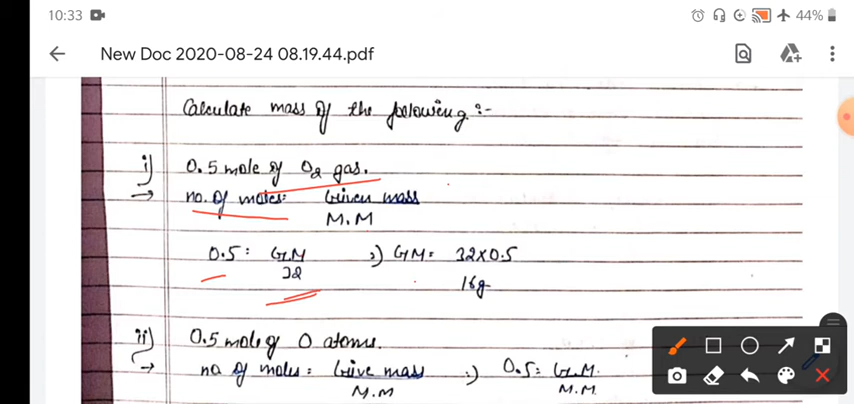 10:33 44%
New Doc 2020-08-24 08.19.44.pdf
Calculate mass of the following :-
i) 0.5 mole of O2 gas.
→ no. of moles = Given mass
M.M
0.5 = G.M :) GM = 32×0.5
32 16g
ii) 0.5 mole of O atoms.
→ no of moles = Give mass :) 0.5 = G.M.
M.M M.M.